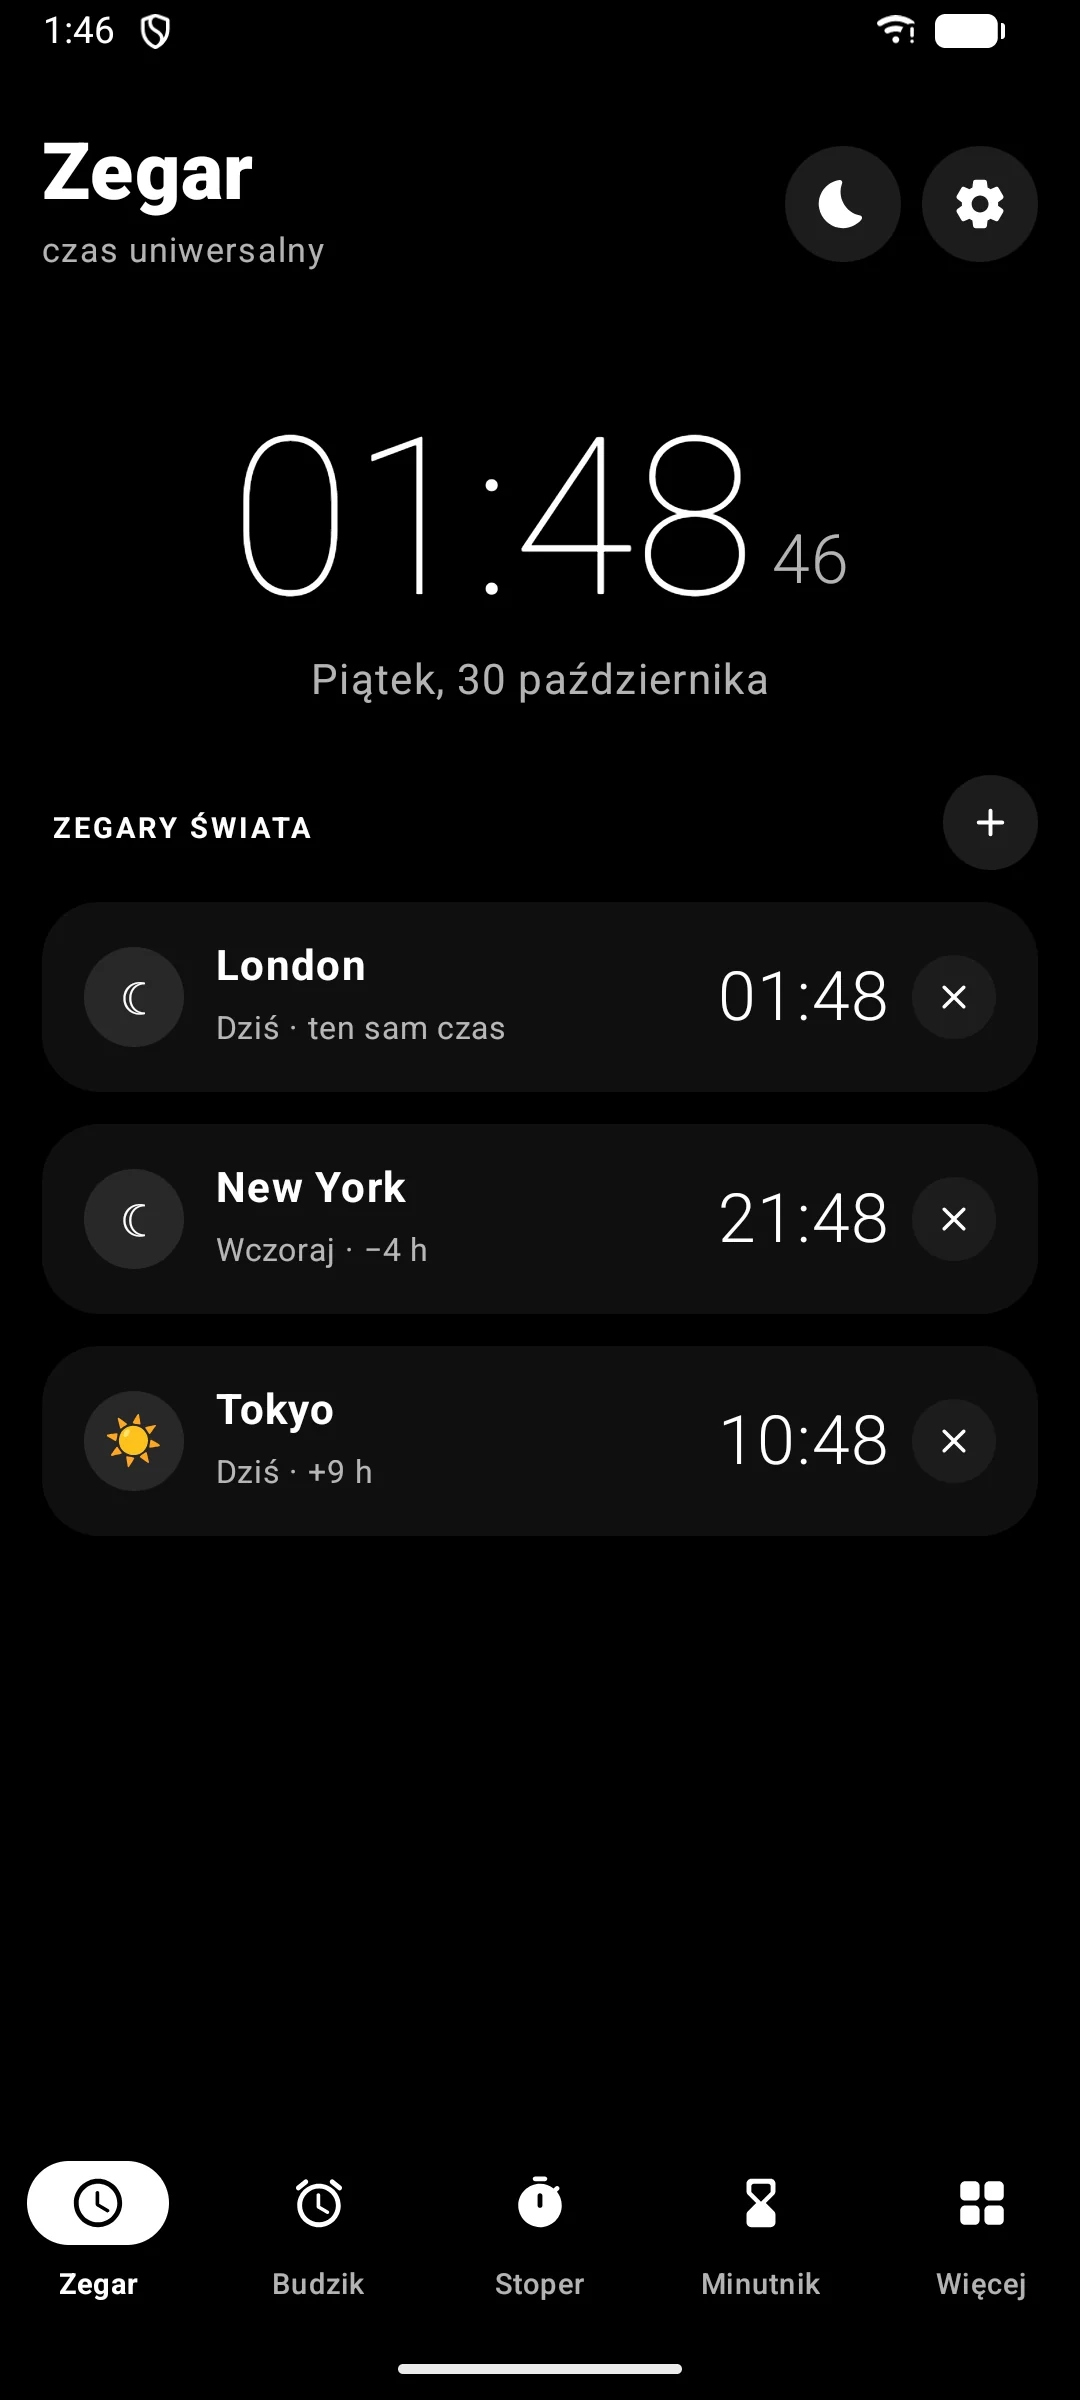 1:46
Zegar
czas uniwersalny
01:48 46
Piątek, 30 października
ZEGARY ŚWIATA
London
Dziś · ten sam czas
01:48
New York
Wczoraj · −4 h
21:48
Tokyo
Dziś · +9 h
10:48
Zegar
Budzik
Stoper
Minutnik
Więcej